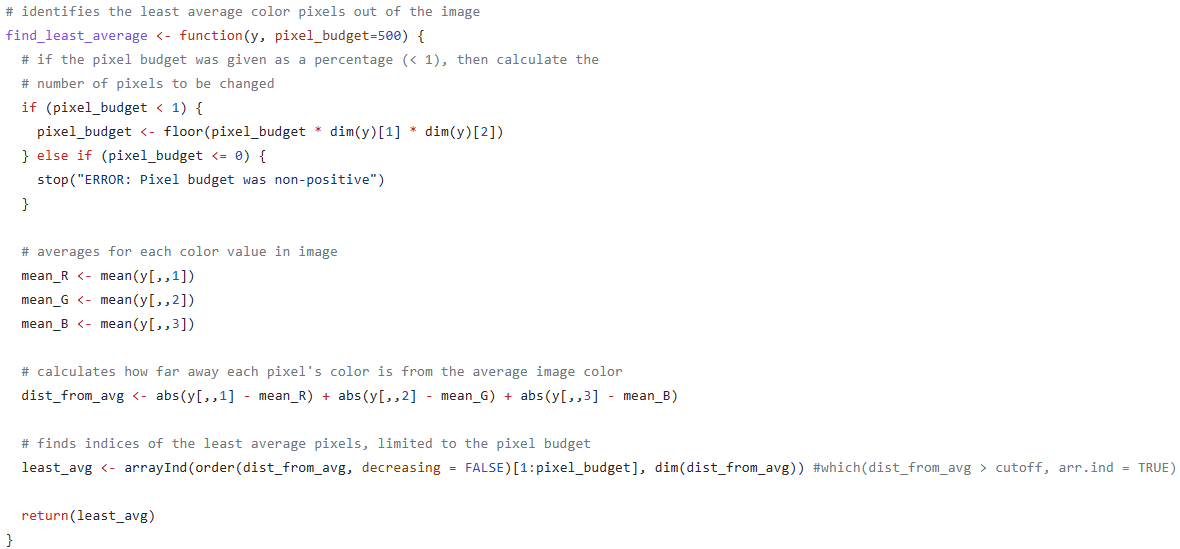 # identifies the least average color pixels out of the image
find_least_average <- function(y, pixel_budget=500) {
  # if the pixel budget was given as a percentage (< 1), then calculate the
  # number of pixels to be changed
  if (pixel_budget < 1) {
    pixel_budget <- floor(pixel_budget * dim(y)[1] * dim(y)[2])
  } else if (pixel_budget <= 0) {
    stop("ERROR: Pixel budget was non-positive")
  }

  # averages for each color value in image
  mean_R <- mean(y[,,1])
  mean_G <- mean(y[,,2])
  mean_B <- mean(y[,,3])

  # calculates how far away each pixel's color is from the average image color
  dist_from_avg <- abs(y[,,1] - mean_R) + abs(y[,,2] - mean_G) + abs(y[,,3] - mean_B)

  # finds indices of the least average pixels, limited to the pixel budget
  least_avg <- arrayInd(order(dist_from_avg, decreasing = FALSE)[1:pixel_budget], dim(dist_from_avg)) #which(dist_from_avg > cutoff, arr.ind = TRUE)

  return(least_avg)
}